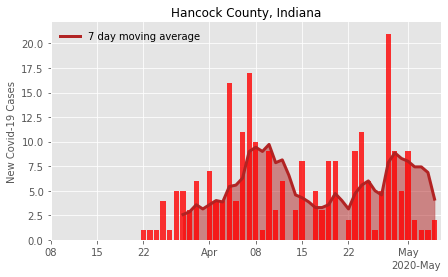 Hancock County, Indiana
7 day moving average
New Covid-19 Cases
20.0
17.5
15.0
12.5
10.0
7.5
5.0
2.5
0.0
08 15 22 Apr 08 15 22 May
2020-May